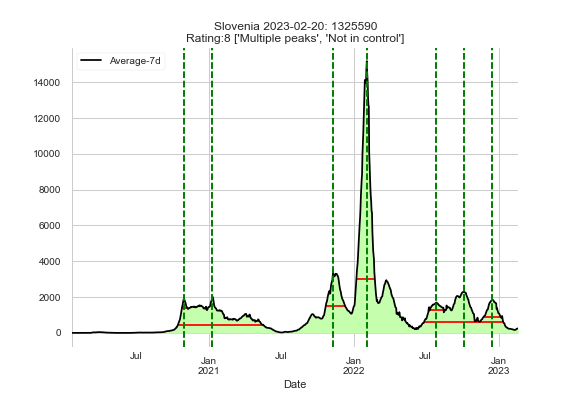 Slovenia 2023-02-20: 1325590
Rating:8 ['Multiple peaks', 'Not in control']
Average-7d
14000
12000
10000
8000
6000
4000
2000
0
Jul
Jan
2021
Jul
Jan
2022
Jul
Jan
2023
Date